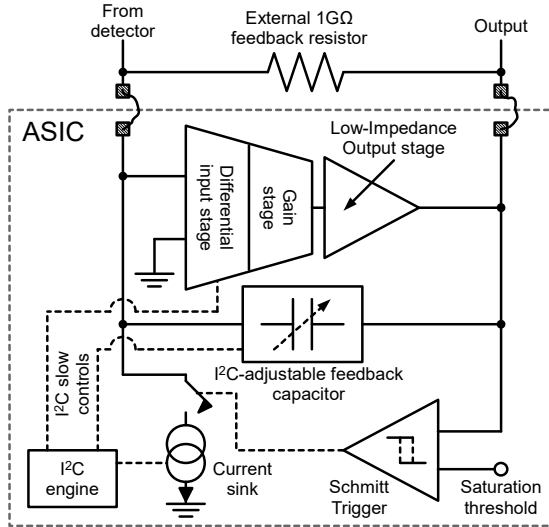 From
detector
External 1GΩ
feedback resistor
Output
ASIC
Low-Impedance
Output stage
Differential
input stage
Gain
stage
I²C-adjustable feedback
capacitor
I²C slow
controls
I²C
engine
Current
sink
Schmitt
Trigger
Saturation
threshold